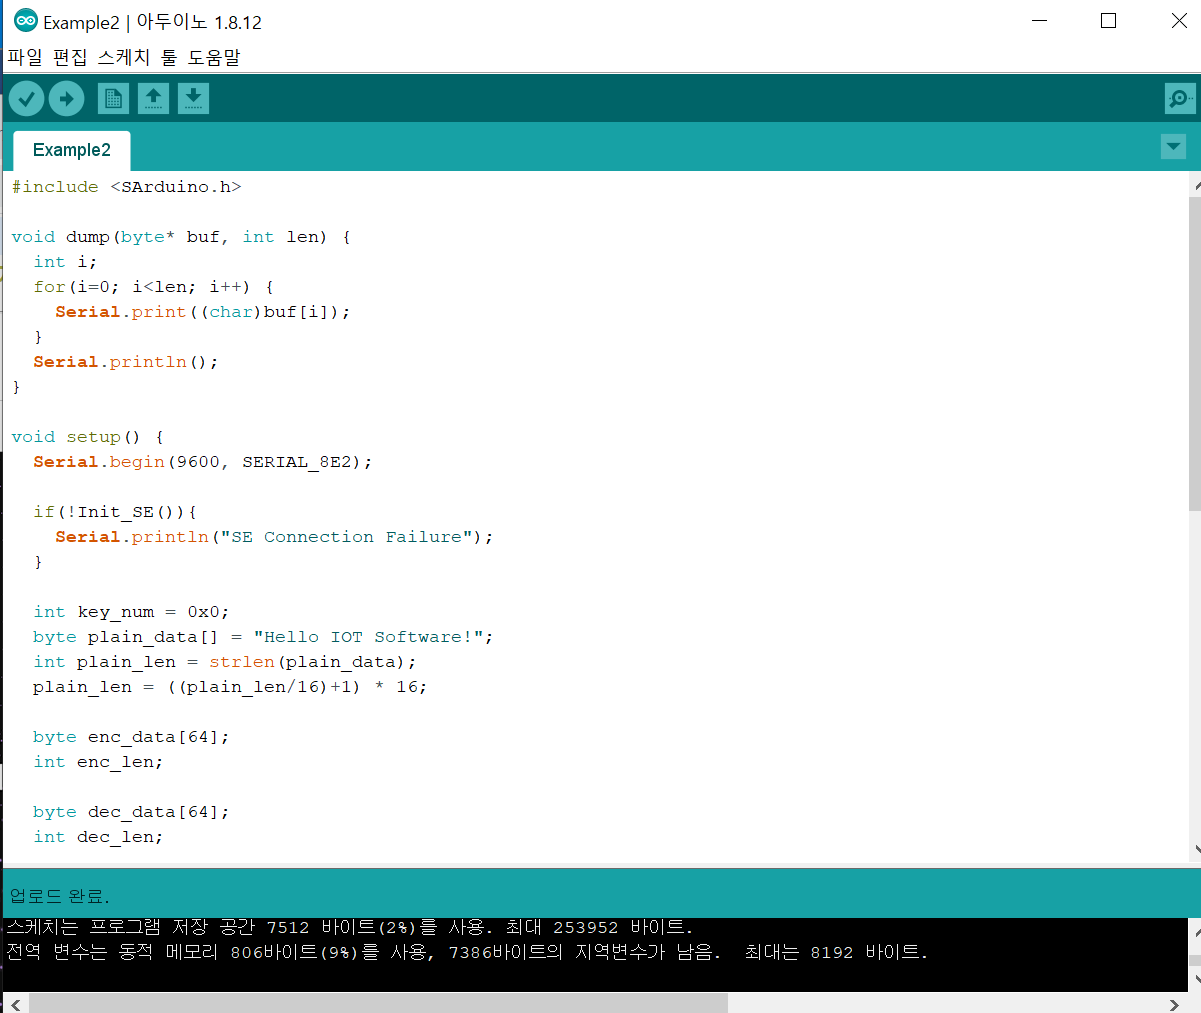 Example2 | 아두이노 1.8.12
파일 편집 스케치 툴 도움말
Example2
#include <SArduino.h>
void dump(byte* buf, int len) {
int i;
for(i=0; i<len; i++) {
Serial.print((char)buf[i]);
}
Serial.println();
}
void setup() {
Serial.begin(9600, SERIAL_8E2);
if(!Init_SE()){
Serial.println("SE Connection Failure");
}
int key_num = 0x0;
byte plain_data[] = "Hello IOT Software!";
int plain_len = strlen(plain_data);
plain_len = ((plain_len/16)+1) * 16;
byte enc_data[64];
int enc_len;
byte dec_data[64];
int dec_len;
업로드 완료.
스케치는 프로그램 저장 공간 7512 바이트(2%)를 사용. 최대 253952 바이트.
전역 변수는 동적 메모리 806바이트(9%)를 사용, 7386바이트의 지역변수가 남음.  최대는 8192 바이트.